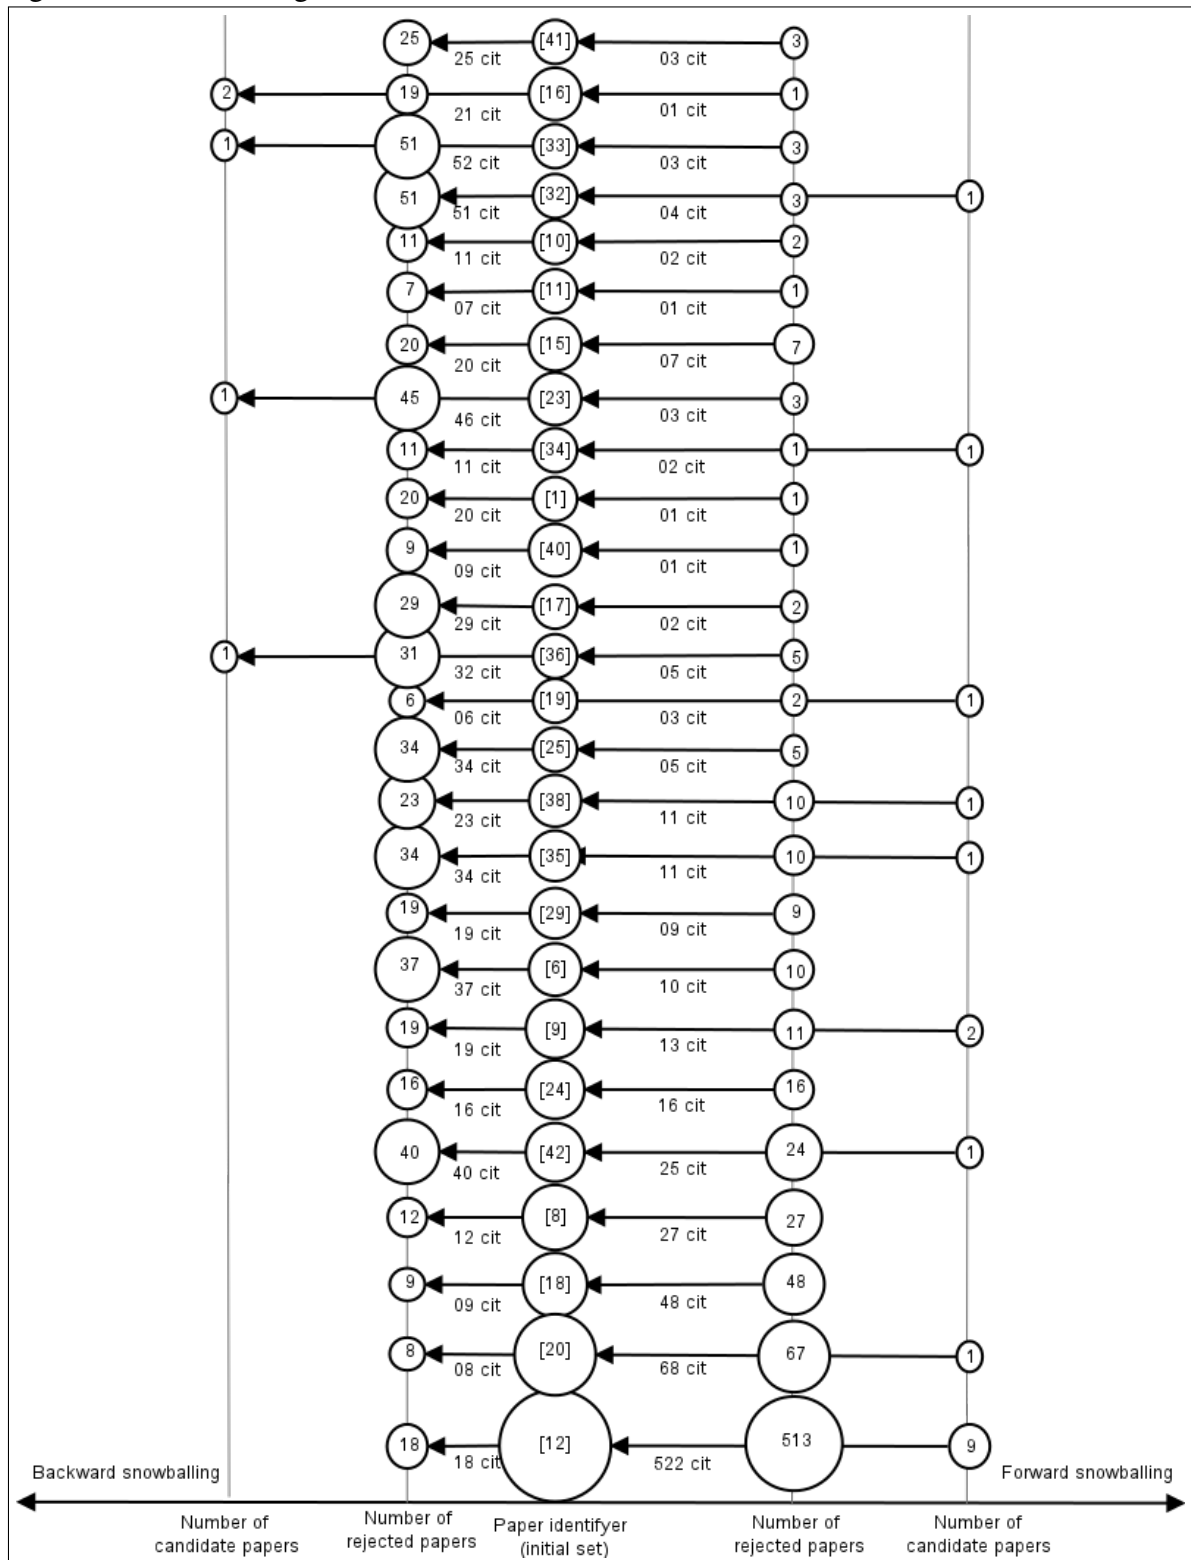 25 [41] 3
25 cit 03 cit
2 19 [16] 1
21 cit 01 cit
1 51 [33] 3
52 cit 03 cit
51 [32] 3 1
51 cit 04 cit
11 [10] 2
11 cit 02 cit
7 [11] 1
07 cit 01 cit
20 [15] 7
20 cit 07 cit
1 45 [23] 3
46 cit 03 cit
11 [34] 1 1
11 cit 02 cit
20 [1] 1
20 cit 01 cit
9 [40] 1
09 cit 01 cit
29 [17] 2
29 cit 02 cit
1 31 [36] 5
32 cit 05 cit
6 [19] 2 1
06 cit 03 cit
34 [25] 5
34 cit 05 cit
23 [38] 10 1
23 cit 11 cit
34 [35] 10 1
34 cit 11 cit
19 [29] 9
19 cit 09 cit
37 [6] 10
37 cit 10 cit
19 [9] 11 2
19 cit 13 cit
16 [24] 16
16 cit 16 cit
40 [42] 24 1
40 cit 25 cit
12 [8] 27
12 cit 27 cit
9 [18] 48
09 cit 48 cit
8 [20] 67 1
08 cit 68 cit
18 [12] 513 9
18 cit 522 cit
Backward snowballing Forward snowballing
Number of candidate papers
Number of rejected papers
Paper identifyer (initial set)
Number of rejected papers
Number of candidate papers